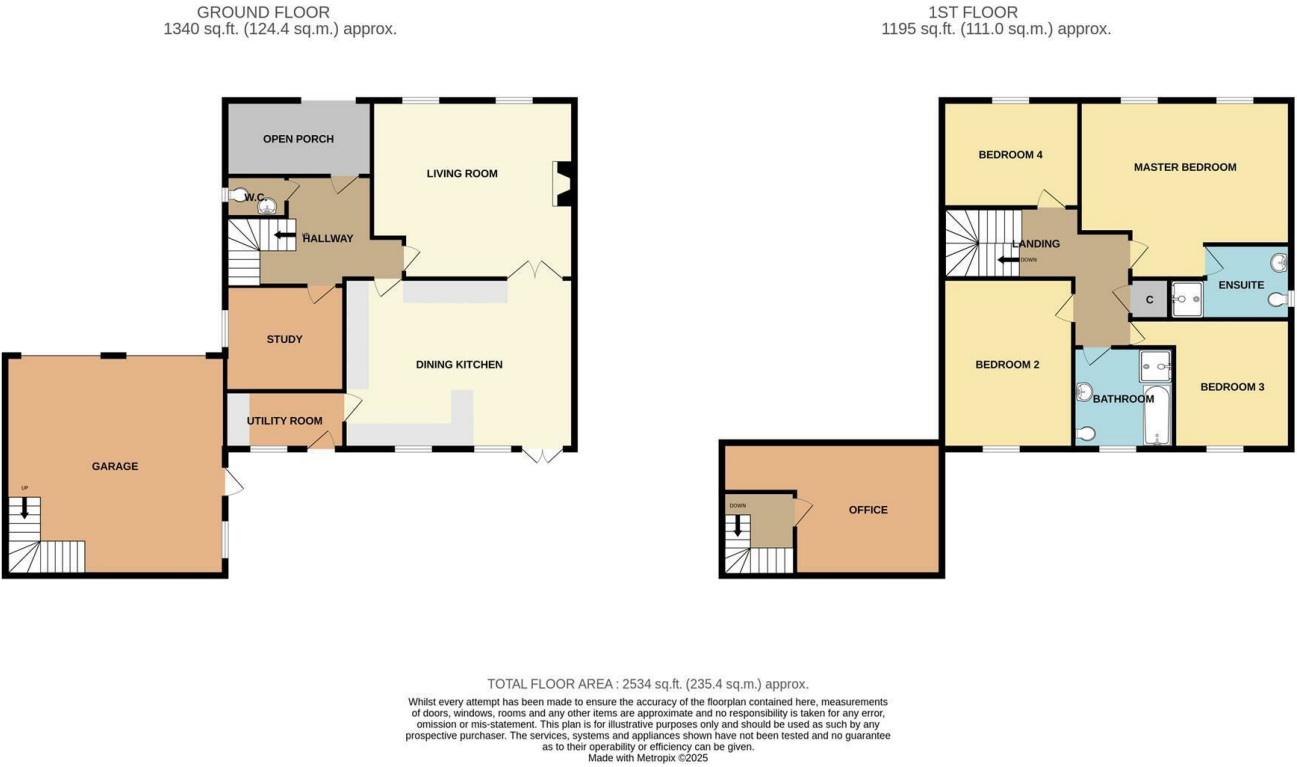 GROUND FLOOR
1340 sq.ft. (124.4 sq.m.) approx.
OPEN PORCH
LIVING ROOM
W.C.
UP
HALLWAY
STUDY
DINING KITCHEN
UTILITY ROOM
GARAGE
UP
1ST FLOOR
1195 sq.ft. (111.0 sq.m.) approx.
BEDROOM 4
MASTER BEDROOM
LANDING
DOWN
ENSUITE
C
BEDROOM 2
BEDROOM 3
BATHROOM
DOWN
OFFICE
TOTAL FLOOR AREA : 2534 sq.ft. (235.4 sq.m.) approx.
Whilst every attempt has been made to ensure the accuracy of the floorplan contained here, measurements
of doors, windows, rooms and any other items are approximate and no responsibility is taken for any error,
omission or mis-statement. This plan is for illustrative purposes only and should be used as such by any
prospective purchaser. The services, systems and appliances shown have not been tested and no guarantee
as to their operability or efficiency can be given.
Made with Metropix ©2025